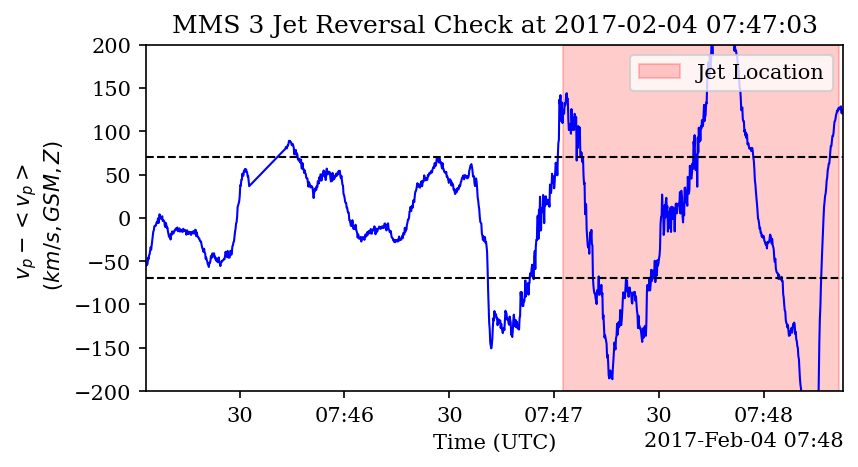 MMS 3 Jet Reversal Check at 2017-02-04 07:47:03
200
150
100
50
0
−50
−100
−150
−200
v_p − < v_p >
(km/s, GSM, Z)
Jet Location
30
07:46
30
07:47
30
07:48
Time (UTC)
2017-Feb-04 07:48